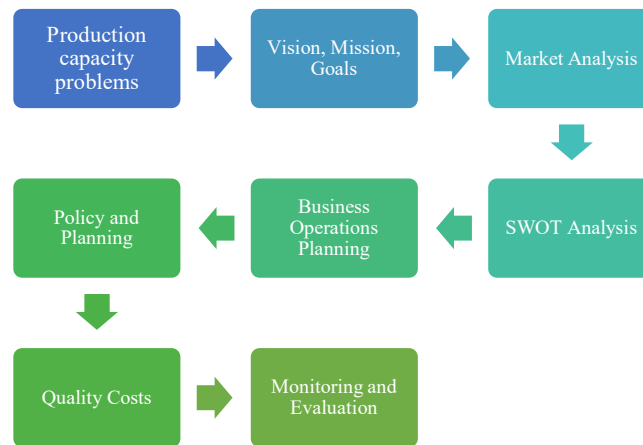 Production
capacity
problems
Vision, Mission,
Goals
Market Analysis
SWOT Analysis
Business
Operations
Planning
Policy and
Planning
Quality Costs
Monitoring and
Evaluation